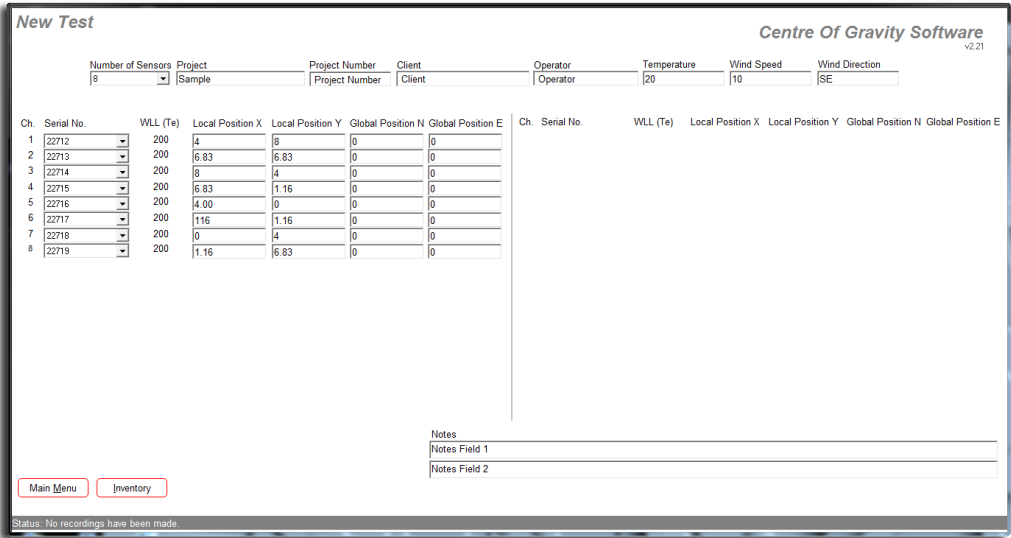 New Test
Centre Of Gravity Software
v2.21
Number of Sensors Project Project Number Client Operator Temperature Wind Speed Wind Direction
8 Sample Project Number Client Operator 20 10 SE
Ch. Serial No. WLL (Te) Local Position X Local Position Y Global Position N Global Position E
1 22712 200 4 8 0 0
2 22713 200 6.83 6.83 0 0
3 22714 200 8 4 0 0
4 22715 200 6.83 1.16 0 0
5 22716 200 4.00 0 0 0
6 22717 200 116 1.16 0 0
7 22718 200 0 4 0 0
8 22719 200 1.16 6.83 0 0
Ch. Serial No. WLL (Te) Local Position X Local Position Y Global Position N Global Position E
Notes
Notes Field 1
Notes Field 2
Main Menu Inventory
Status: No recordings have been made.